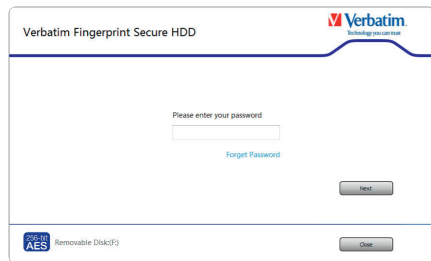 Verbatim Fingerprint Secure HDD
Verbatim.
Technology you can trust
Please enter your password
Forget Password
Next
256-bit
AES
Removable Disk:(F:)
Close